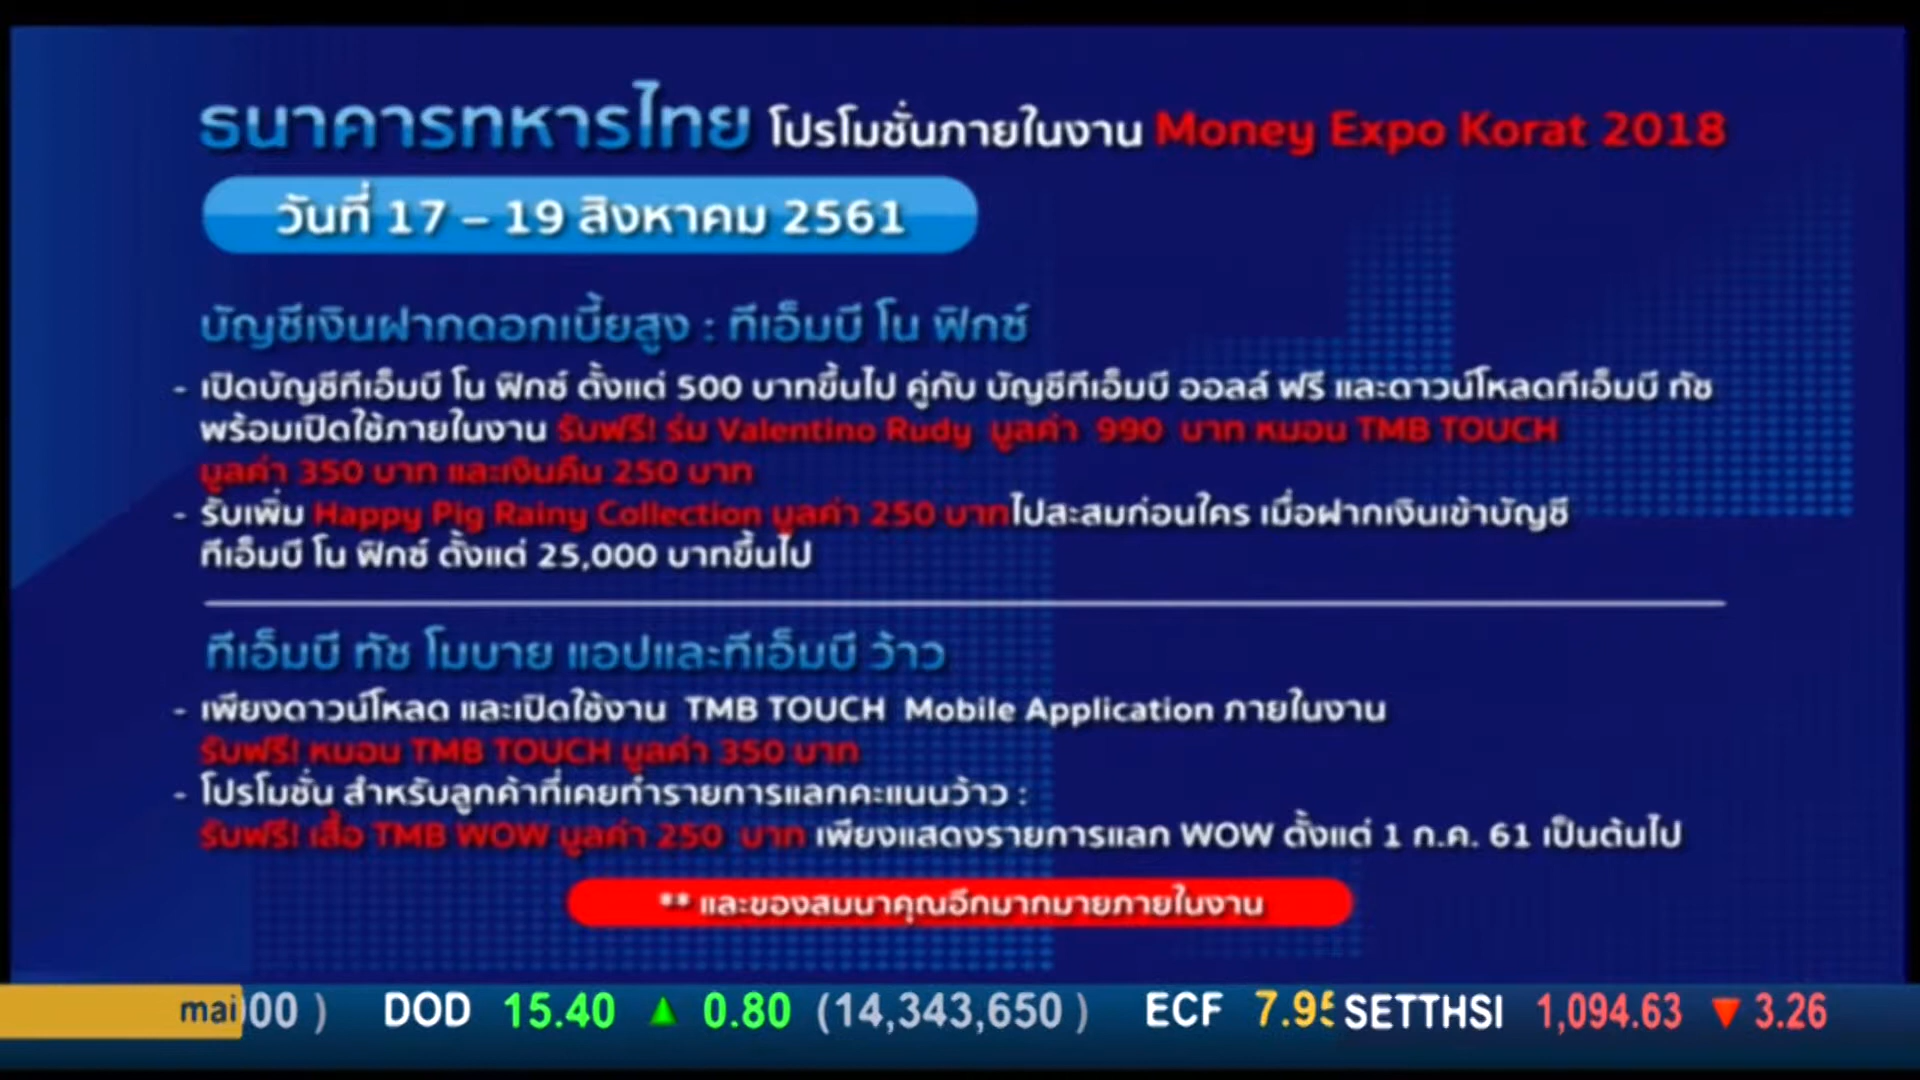 ธนาคารทหารไทย โปรโมชั่นภายในงาน Money Expo Korat 2018
วันที่ 17 – 19 สิงหาคม 2561
บัญชีเงินฝากดอกเบี้ยสูง : ทีเอ็มบี โน ฟิกซ์
- เปิดบัญชีทีเอ็มบี โน ฟิกซ์ ตั้งแต่ 500 บาทขึ้นไป คู่กับ บัญชีทีเอ็มบี ออลล์ ฟรี และดาวน์โหลดทีเอ็มบี ทัช
พร้อมเปิดใช้ภายในงาน รับฟรี! ร่ม Valentino Rudy มูลค่า 990 บาท หมอน TMB TOUCH
มูลค่า 350 บาท และเงินคืน 250 บาท
- รับเพิ่ม Happy Pig Rainy Collection มูลค่า 250 บาทไปสะสมก่อนใคร เมื่อฝากเงินเข้าบัญชี
ทีเอ็มบี โน ฟิกซ์ ตั้งแต่ 25,000 บาทขึ้นไป
ทีเอ็มบี ทัช โมบาย แอปและทีเอ็มบี ว้าว
- เพียงดาวน์โหลด และเปิดใช้งาน TMB TOUCH Mobile Application ภายในงาน
รับฟรี! หมอน TMB TOUCH มูลค่า 350 บาท
- โปรโมชั่น สำหรับลูกค้าที่เคยทำรายการแลกคะแนนว้าว :
รับฟรี! เสื้อ TMB WOW มูลค่า 250 บาท เพียงแสดงรายการแลก WOW ตั้งแต่ 1 ก.ค. 61 เป็นต้นไป
** และของสมนาคุณอีกมากมายภายในงาน
mai 00 ) DOD 15.40 ▲ 0.80 (14,343,650 ) ECF 7.95 SETTHSI 1,094.63 ▼ 3.26